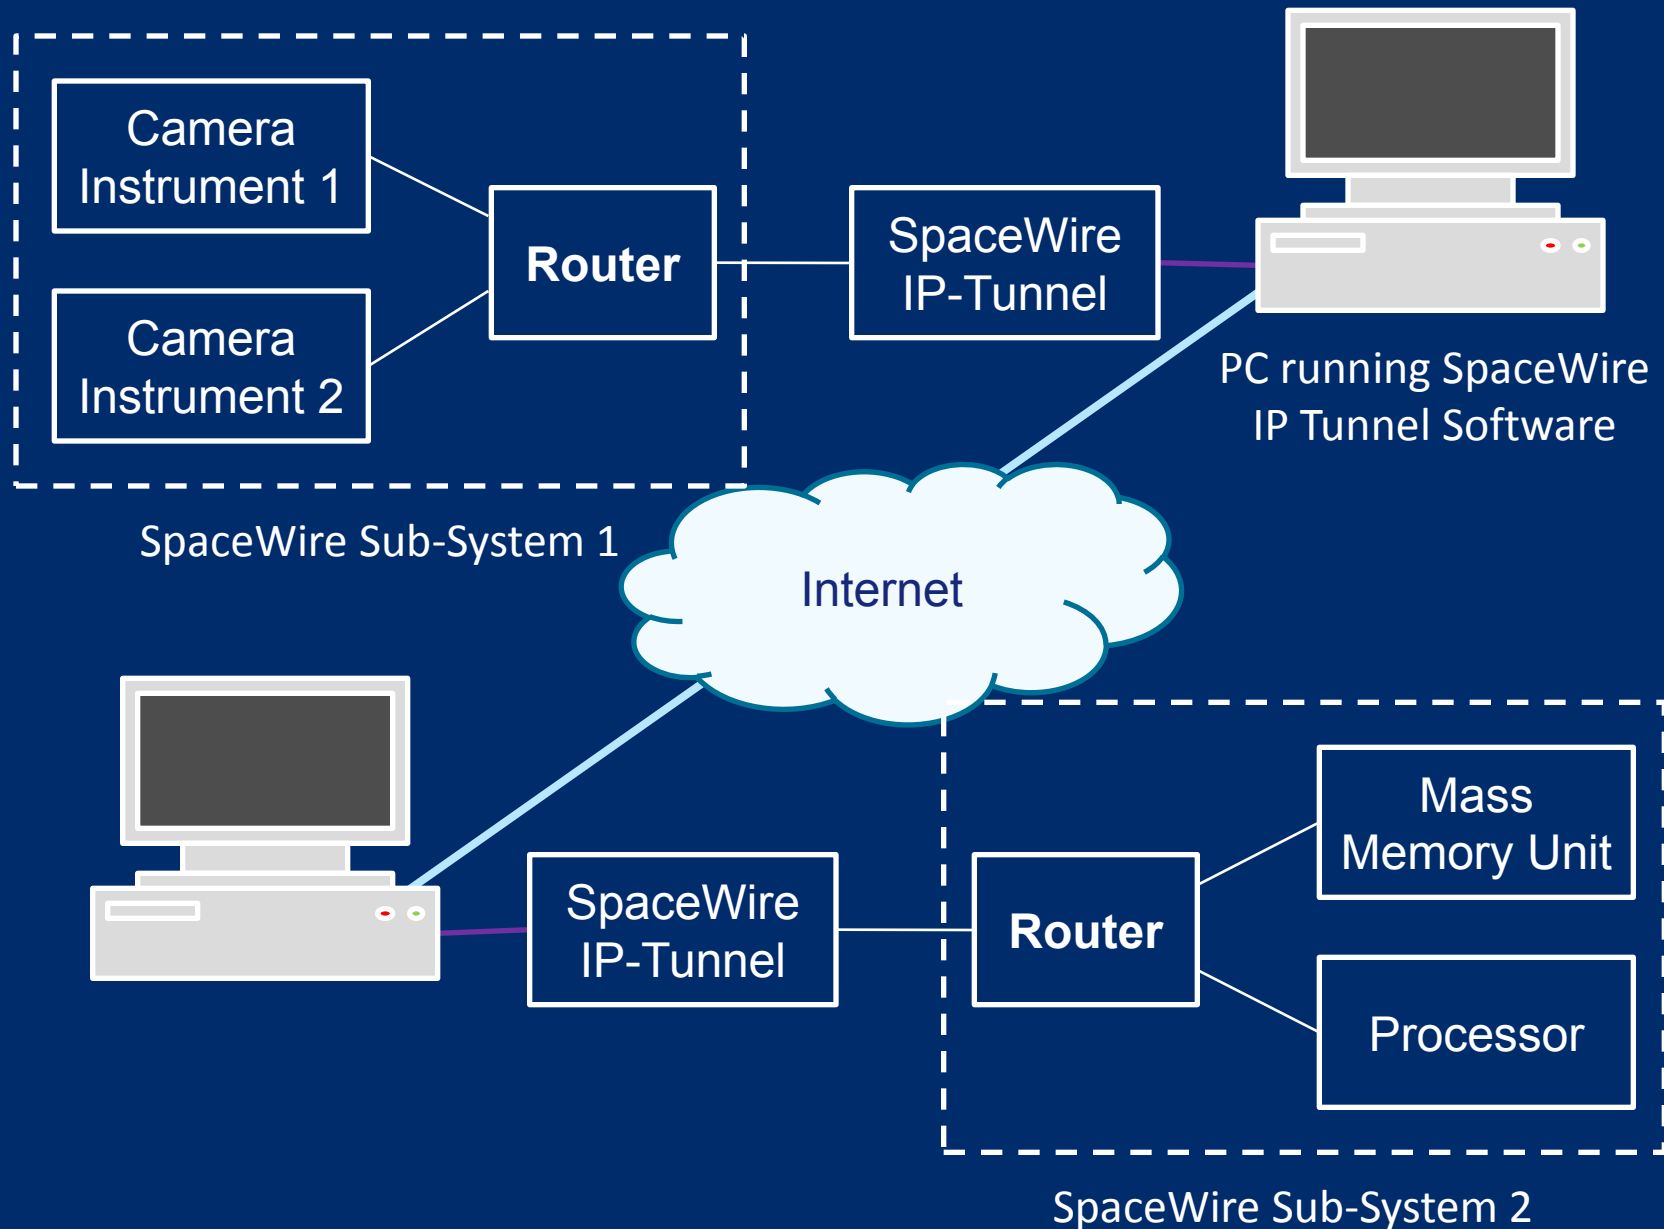 Camera
Instrument 1
Camera
Instrument 2
Router
SpaceWire
IP-Tunnel
PC running SpaceWire
IP Tunnel Software
SpaceWire Sub-System 1
Internet
SpaceWire
IP-Tunnel
Router
Mass
Memory Unit
Processor
SpaceWire Sub-System 2